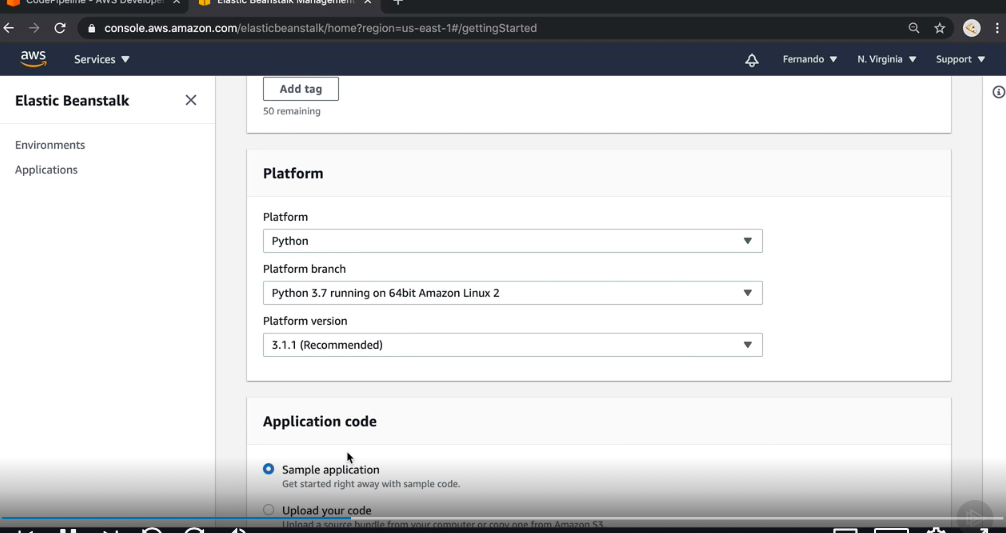 CodePipeline - AWS Developer
Elastic Beanstalk Management
console.aws.amazon.com/elasticbeanstalk/home?region=us-east-1#/gettingStarted
aws
Services
Fernando
N. Virginia
Support
Elastic Beanstalk
Environments
Applications
Add tag
50 remaining
Platform
Platform
Python
Platform branch
Python 3.7 running on 64bit Amazon Linux 2
Platform version
3.1.1 (Recommended)
Application code
Sample application
Get started right away with sample code.
Upload your code
Upload a source bundle from your computer or copy one from Amazon S3.